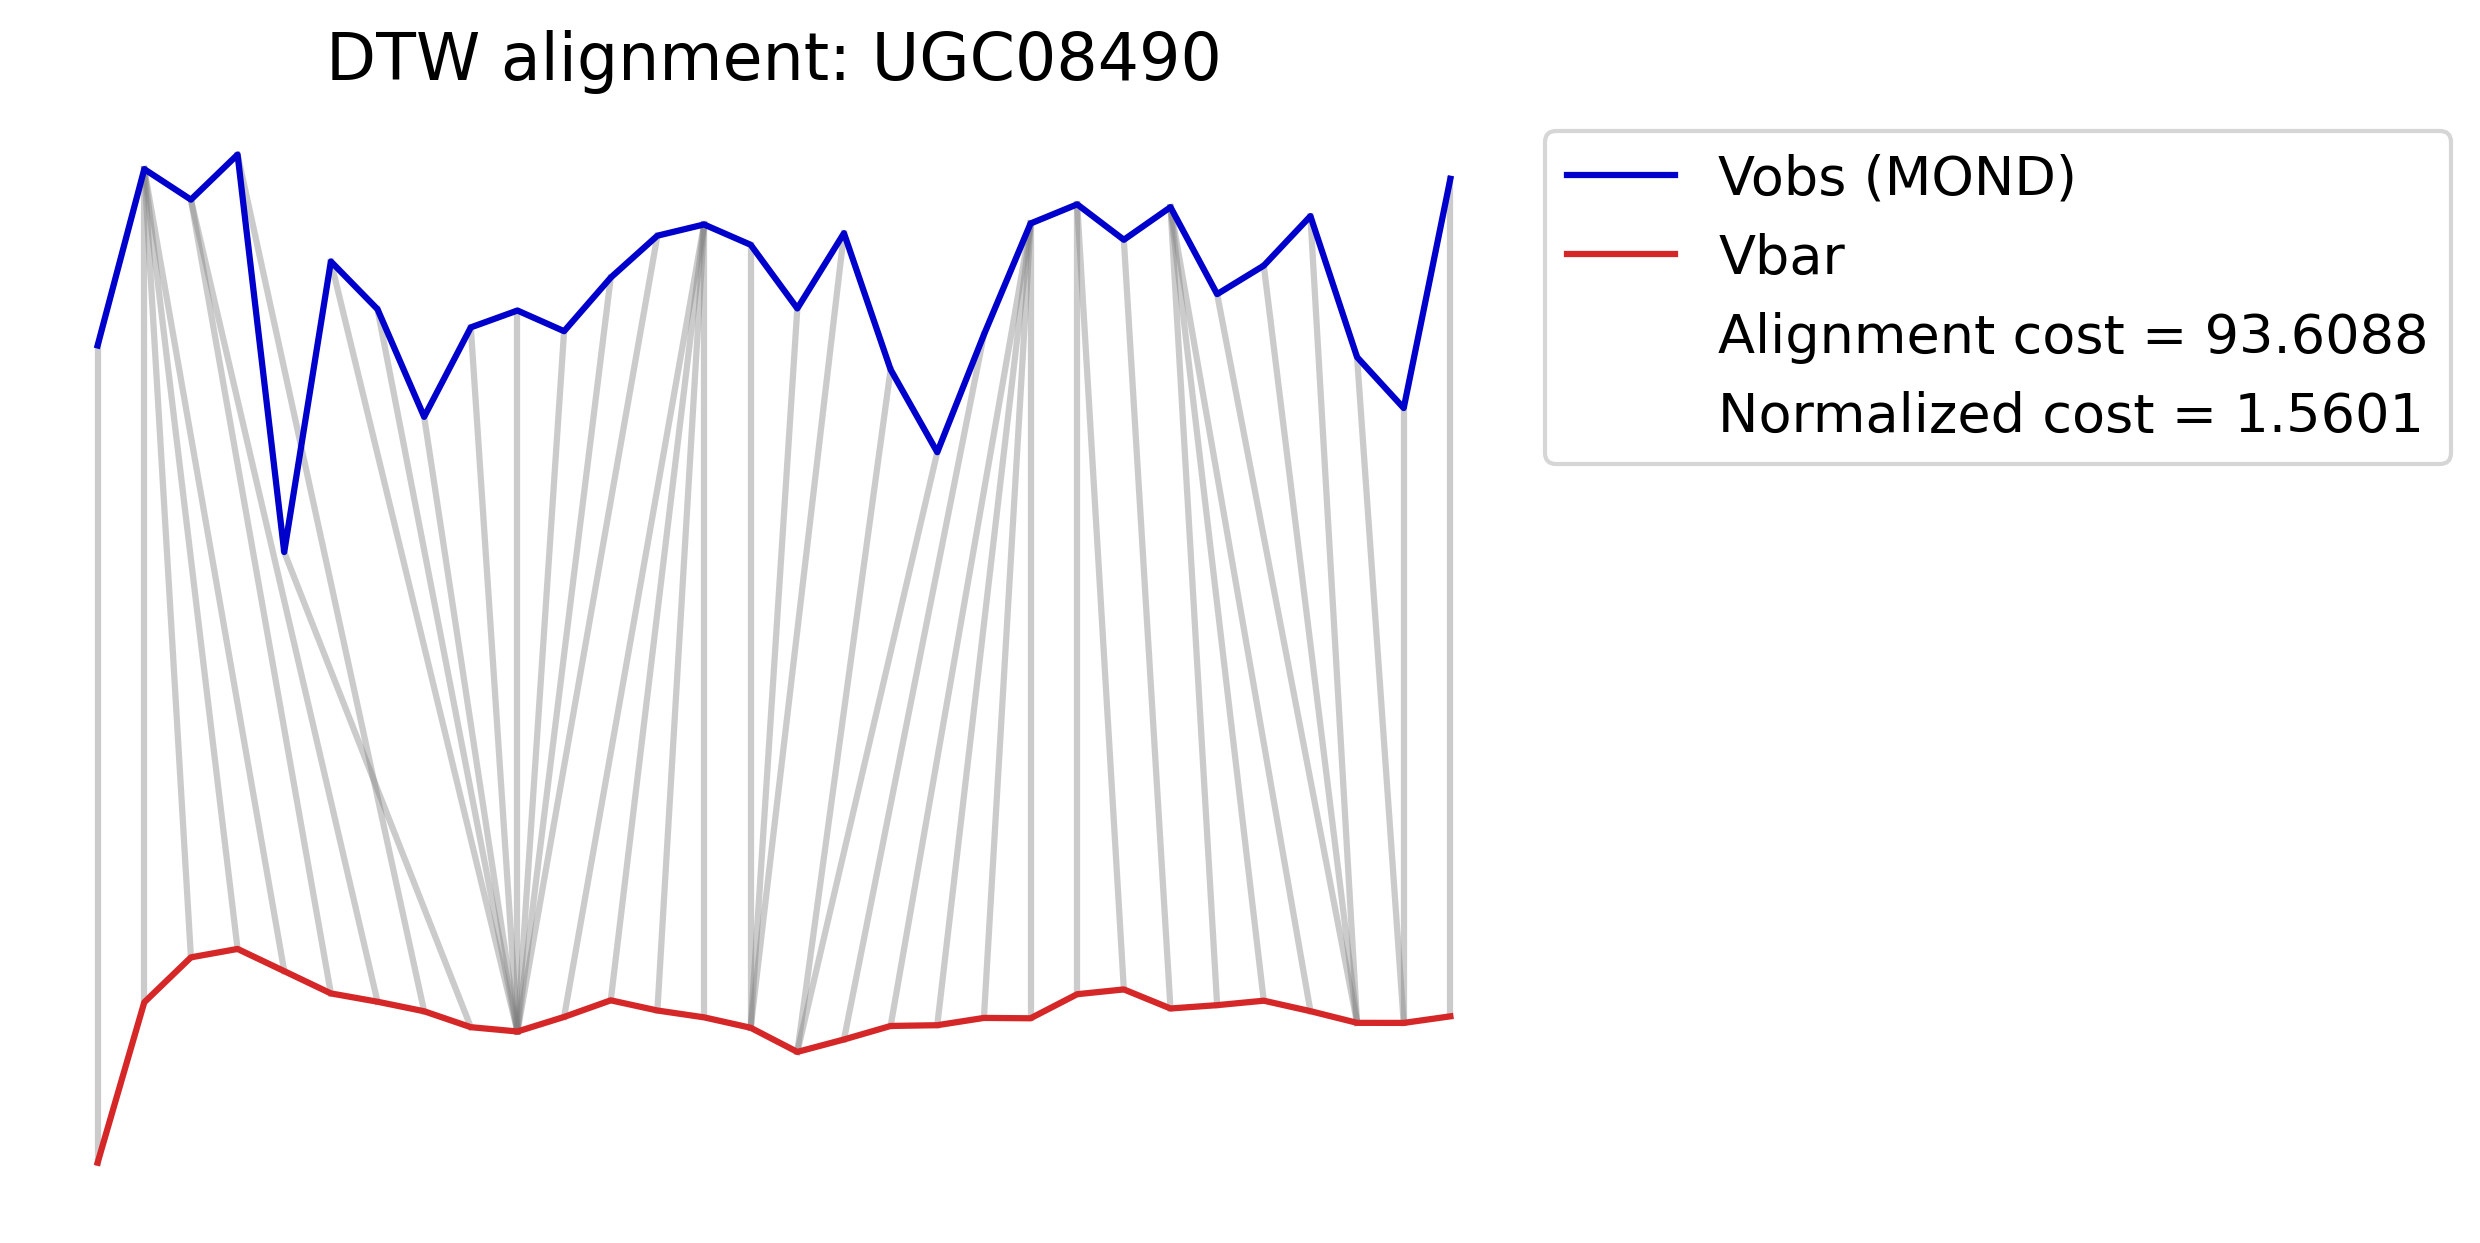 DTW alignment: UGC08490
Vobs (MOND)
Vbar
Alignment cost = 93.6088
Normalized cost = 1.5601